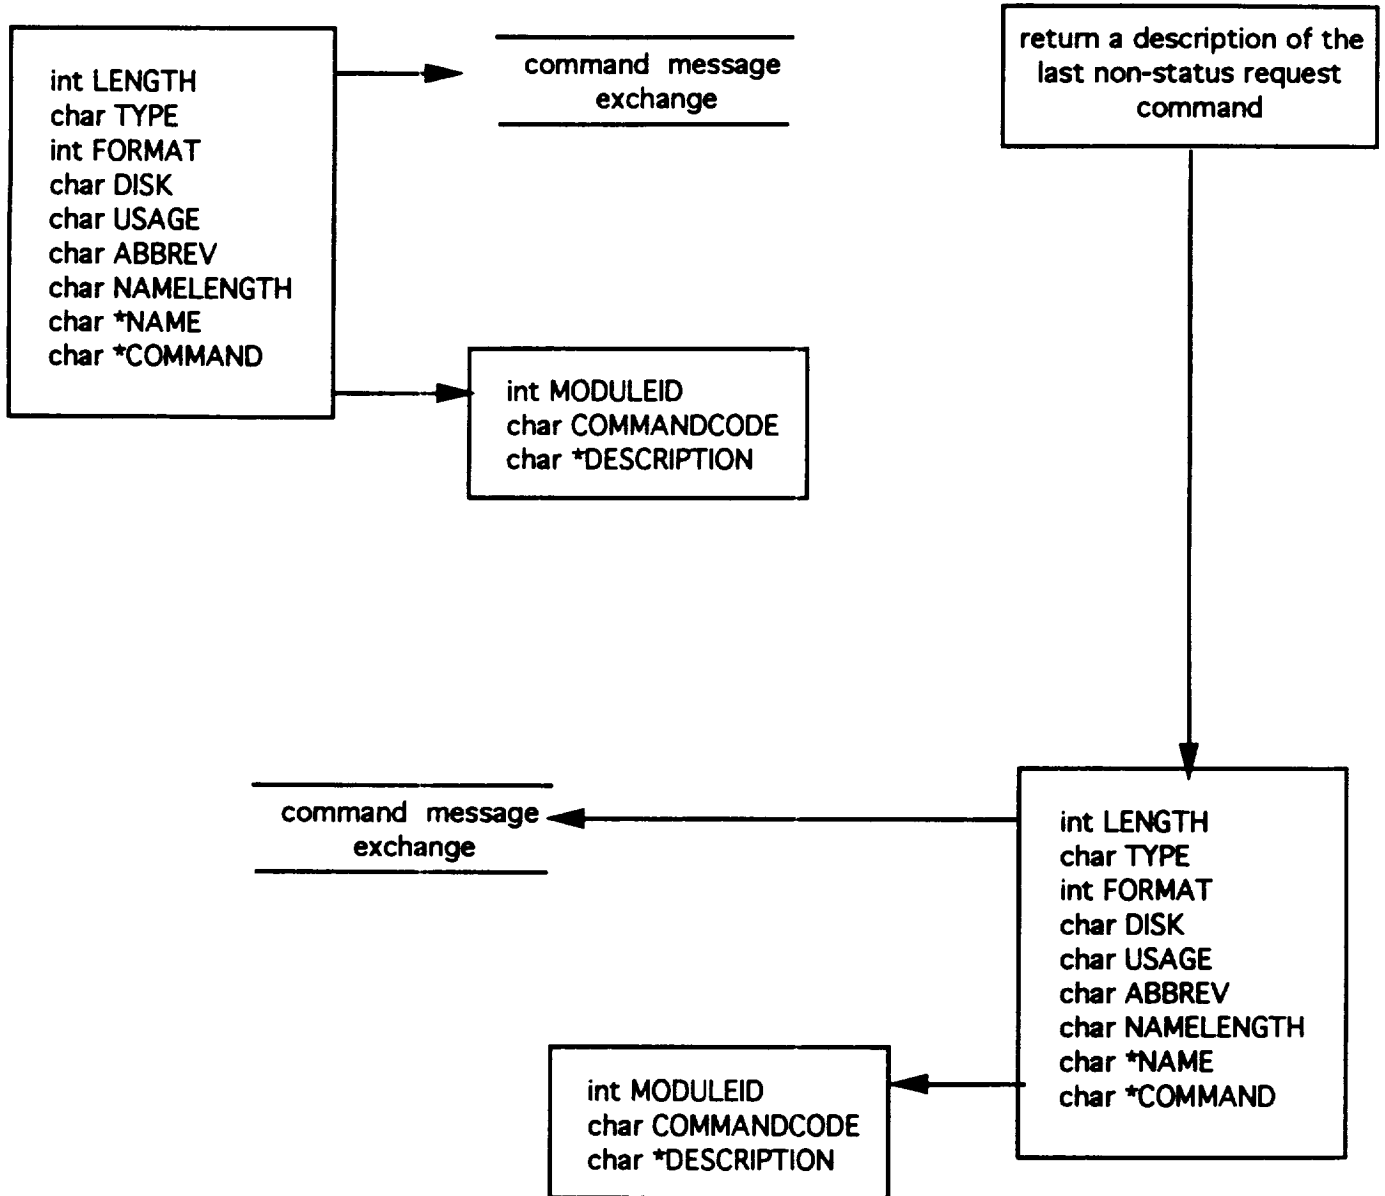 int LENGTH
char TYPE
int FORMAT
char DISK
char USAGE
char ABBREV
char NAMELENGTH
char *NAME
char *COMMAND
command message
exchange
return a description of the
last non-status request
command
int MODULEID
char COMMANDCODE
char *DESCRIPTION
command message
exchange
int LENGTH
char TYPE
int FORMAT
char DISK
char USAGE
char ABBREV
char NAMELENGTH
char *NAME
char *COMMAND
int MODULEID
char COMMANDCODE
char *DESCRIPTION